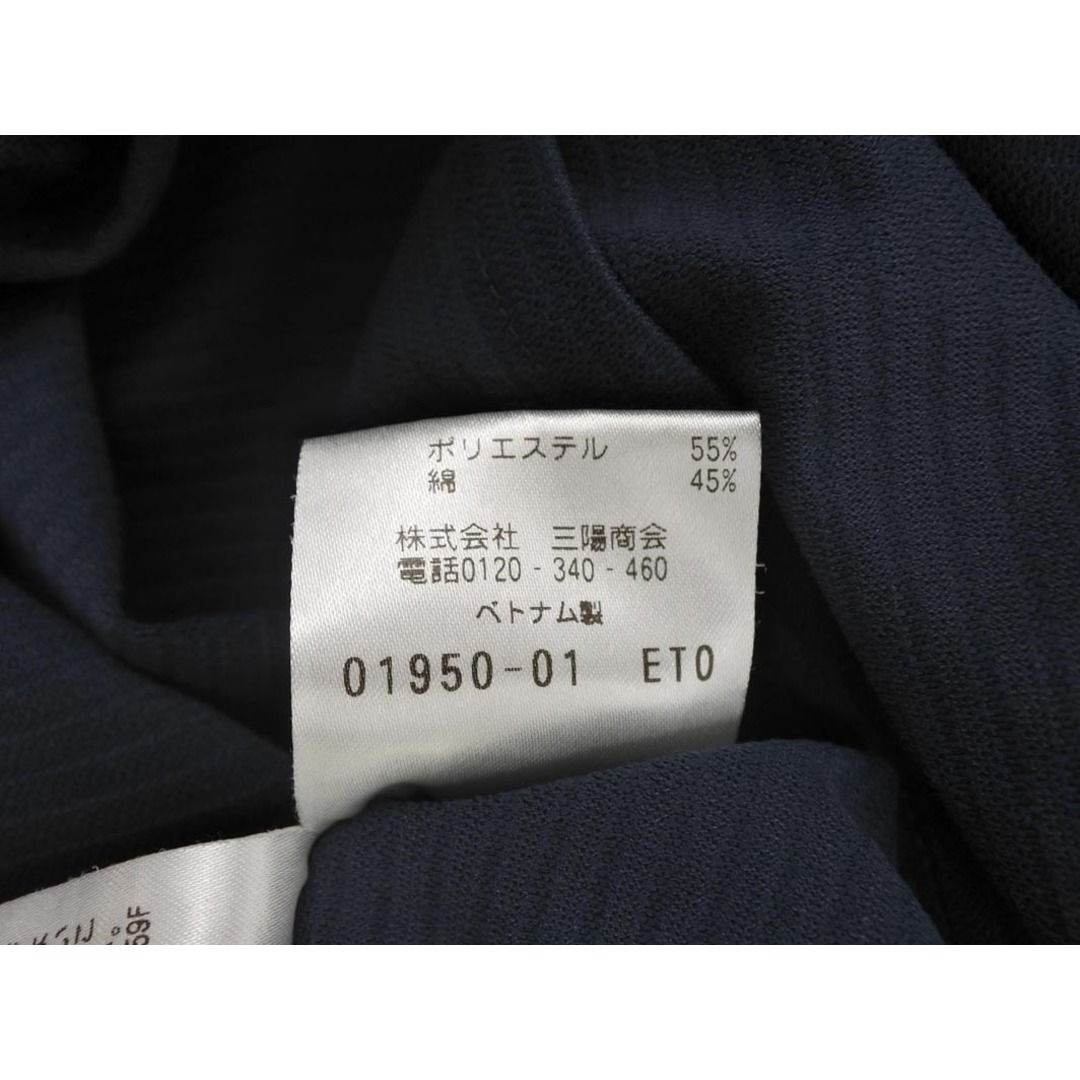 ポリエステル 55%
綿 45%
株式会社 三陽商会
電話0120-340-460
ベトナム製
01950-01 ETO
59F